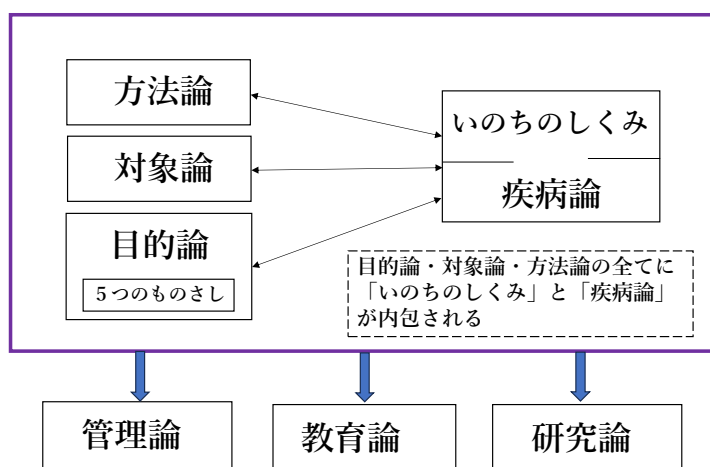 方法論
対象論
目的論
５つのものさし
いのちのしくみ
疾病論
目的論・対象論・方法論の全てに
「いのちのしくみ」と「疾病論」
が内包される
管理論
教育論
研究論